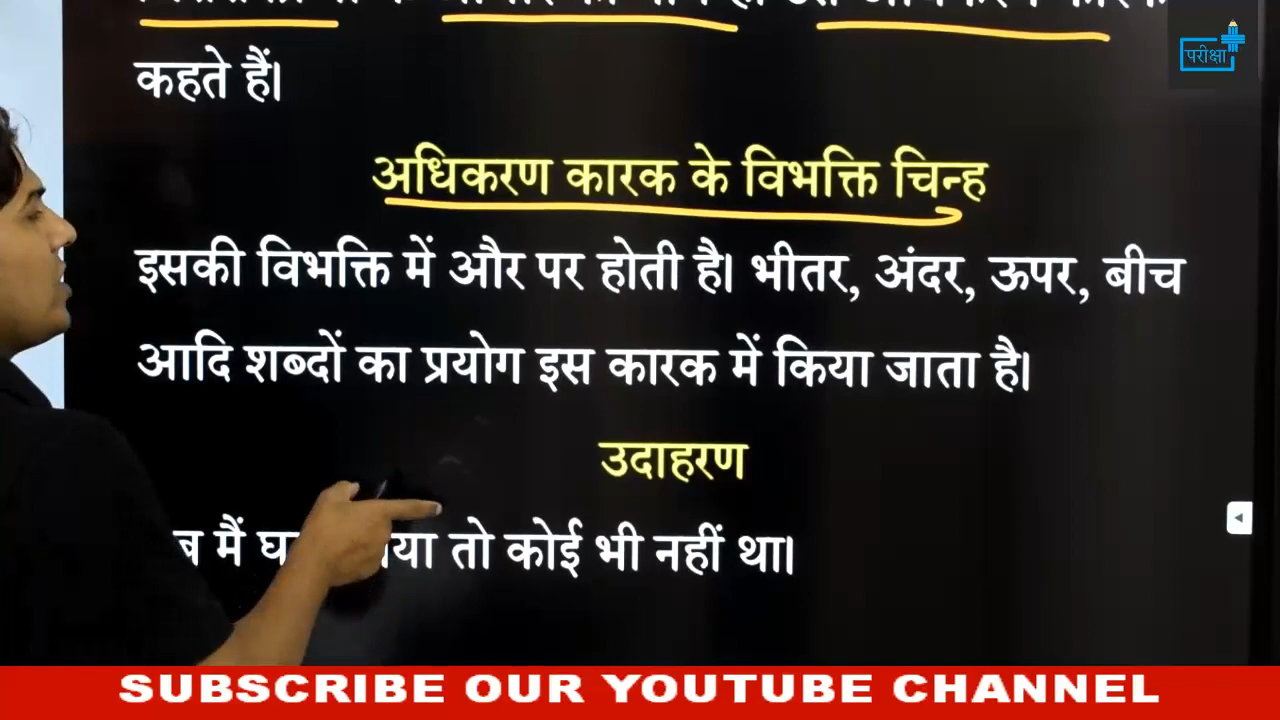 परीक्षा
कहते हैं।
अधिकरण कारक के विभक्ति चिन्ह
इसकी विभक्ति में और पर होती है। भीतर, अंदर, ऊपर, बीच
आदि शब्दों का प्रयोग इस कारक में किया जाता है।
उदाहरण
मैं तो कोई भी नहीं था।
SUBSCRIBE OUR YOUTUBE CHANNEL